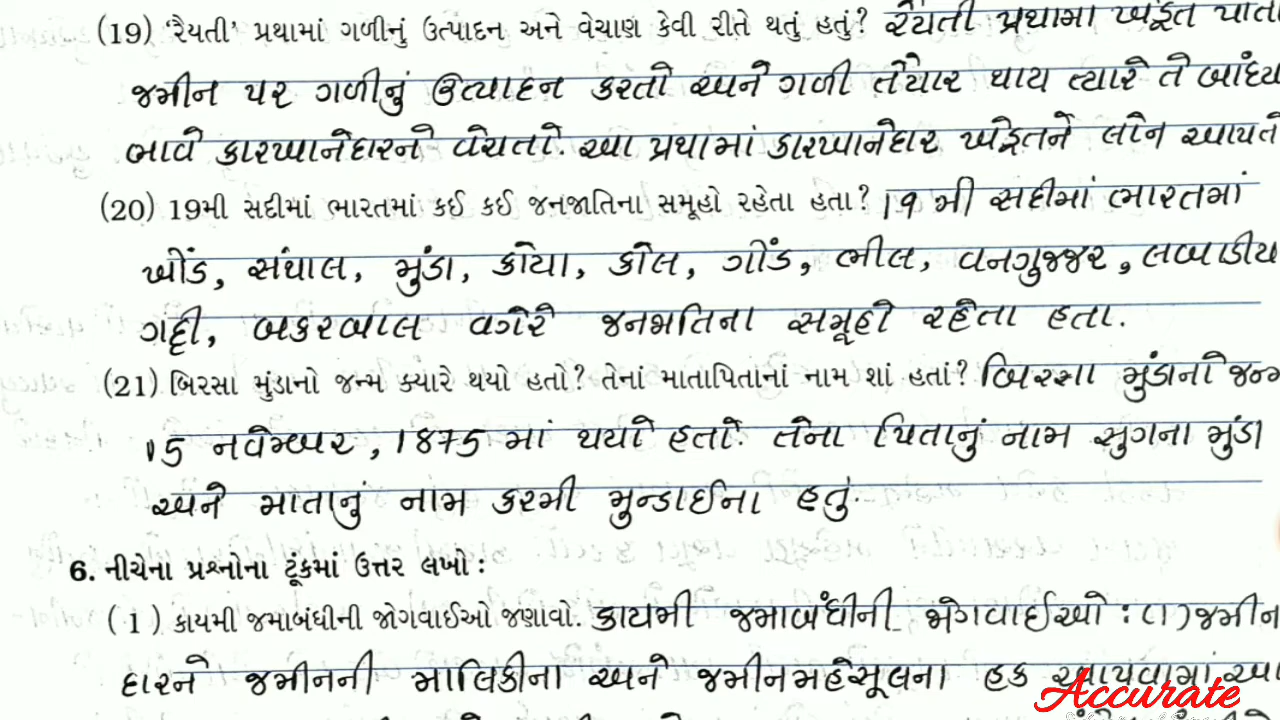 (19) ‘રૈયતી’ પ્રથામાં ગળીનું ઉત્પાદન અને વેચાણ કેવી રીતે થતું હતું? રૈયતી પ્રથામાં ખેડૂત
જમીન પર ગળીનું ઉત્પાદન કરતો અને ગળી તૈયાર થાય ત્યારે તે બાંધ્યા
ભાવે કારખાનેદારને વેચતો. આ પ્રથામાં કારખાનેદાર ખેડૂતને લોન આપતો
(20) 19મી સદીમાં ભારતમાં કઈ કઈ જનજાતિના સમૂહો રહેતા હતા? 19 મી સદીમાં ભારતમાં
ખોંડ, સંથાલ, મુંડા, કોયા, કોલ, ગોંડ, ભીલ, વનગુજ્જર, લબાડીય
ગદ્દી, બકરવાલ વગેરે જનજાતિના સમૂહો રહેતા હતા.
(21) બિરસા મુંડાનો જન્મ ક્યારે થયો હતો? તેનાં માતાપિતાનાં નામ શાં હતાં? બિરસા મુંડાનો જન્મ
15 નવેમ્બર, 1875 માં થયો હતો. તેના પિતાનું નામ સુગના મુંડા
અને માતાનું નામ કરમી મુન્ડાઈના હતું.
6. નીચેના પ્રશ્નોના ટૂંકમાં ઉત્તર લખો :
(1) કાયમી જમાબંધીની જોગવાઈઓ જણાવો. કાયમી જમાબંધીની જોગવાઈઓ : (1) જમીન
દારને જમીનની માલિકીના અને જમીનમહેસૂલના હક આપવામાં આ
Accurate